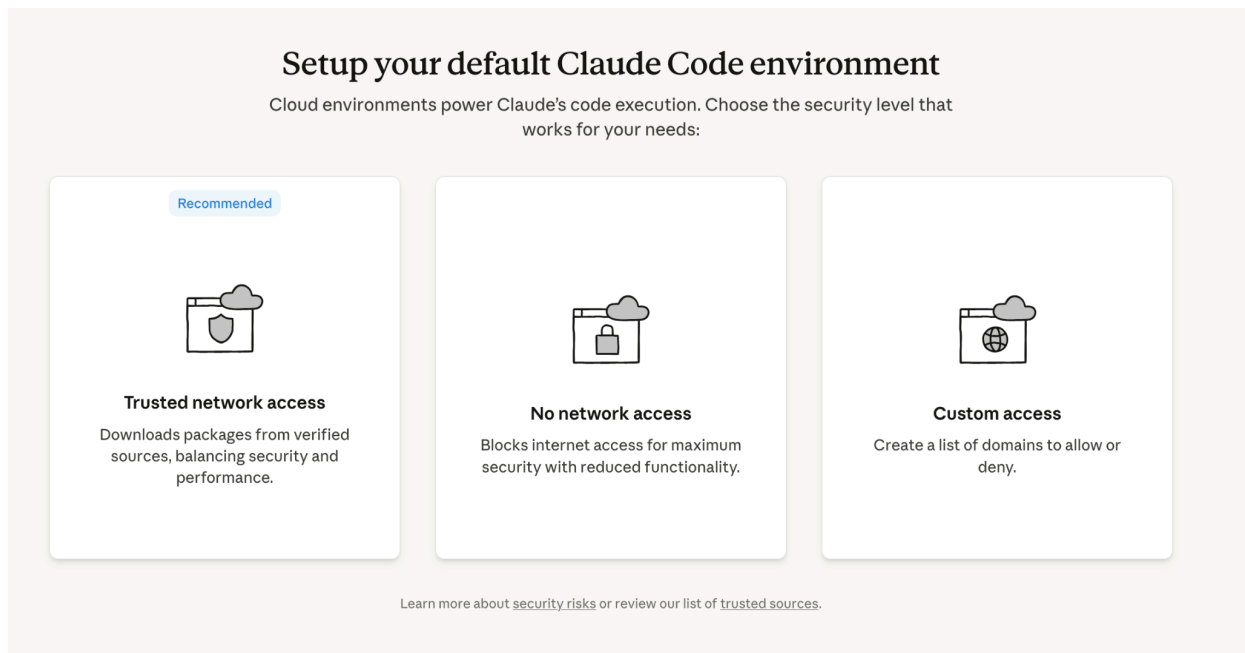 Setup your default Claude Code environment
Cloud environments power Claude’s code execution. Choose the security level that
works for your needs:
Recommended
Trusted network access
Downloads packages from verified
sources, balancing security and
performance.
No network access
Blocks internet access for maximum
security with reduced functionality.
Custom access
Create a list of domains to allow or
deny.
Learn more about security risks or review our list of trusted sources.